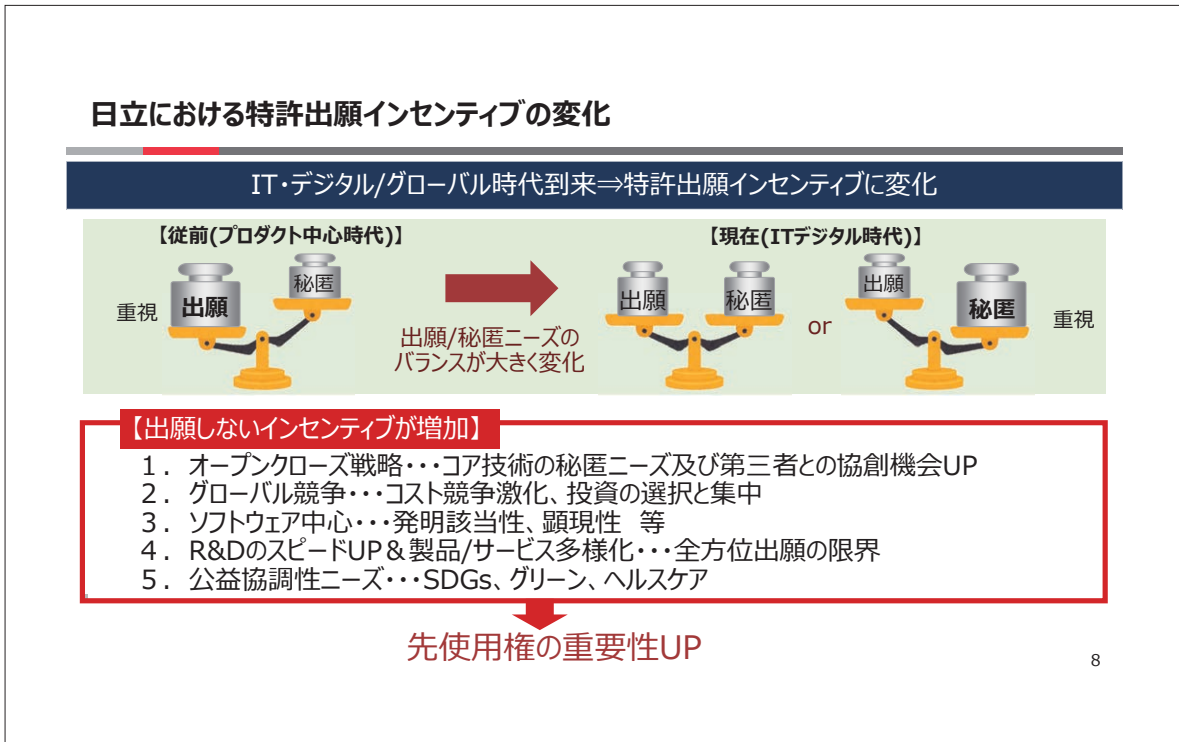 日立における特許出願インセンティブの変化
IT・デジタル/グローバル時代到来⇒特許出願インセンティブに変化
【従前(プロダクト中心時代)】
重視
出願
秘匿
出願/秘匿ニーズの
バランスが大きく変化
【現在(ITデジタル時代)】
出願
秘匿
or
出願
秘匿
重視
【出願しないインセンティブが増加】
1. オープンクローズ戦略・・・コア技術の秘匿ニーズ及び第三者との協創機会UP
2. グローバル競争・・・コスト競争激化、投資の選択と集中
3. ソフトウェア中心・・・発明該当性、顕現性 等
4. R&DのスピードUP&製品/サービス多様化・・・全方位出願の限界
5. 公益協調性ニーズ・・・SDGs、グリーン、ヘルスケア
先使用権の重要性UP
8